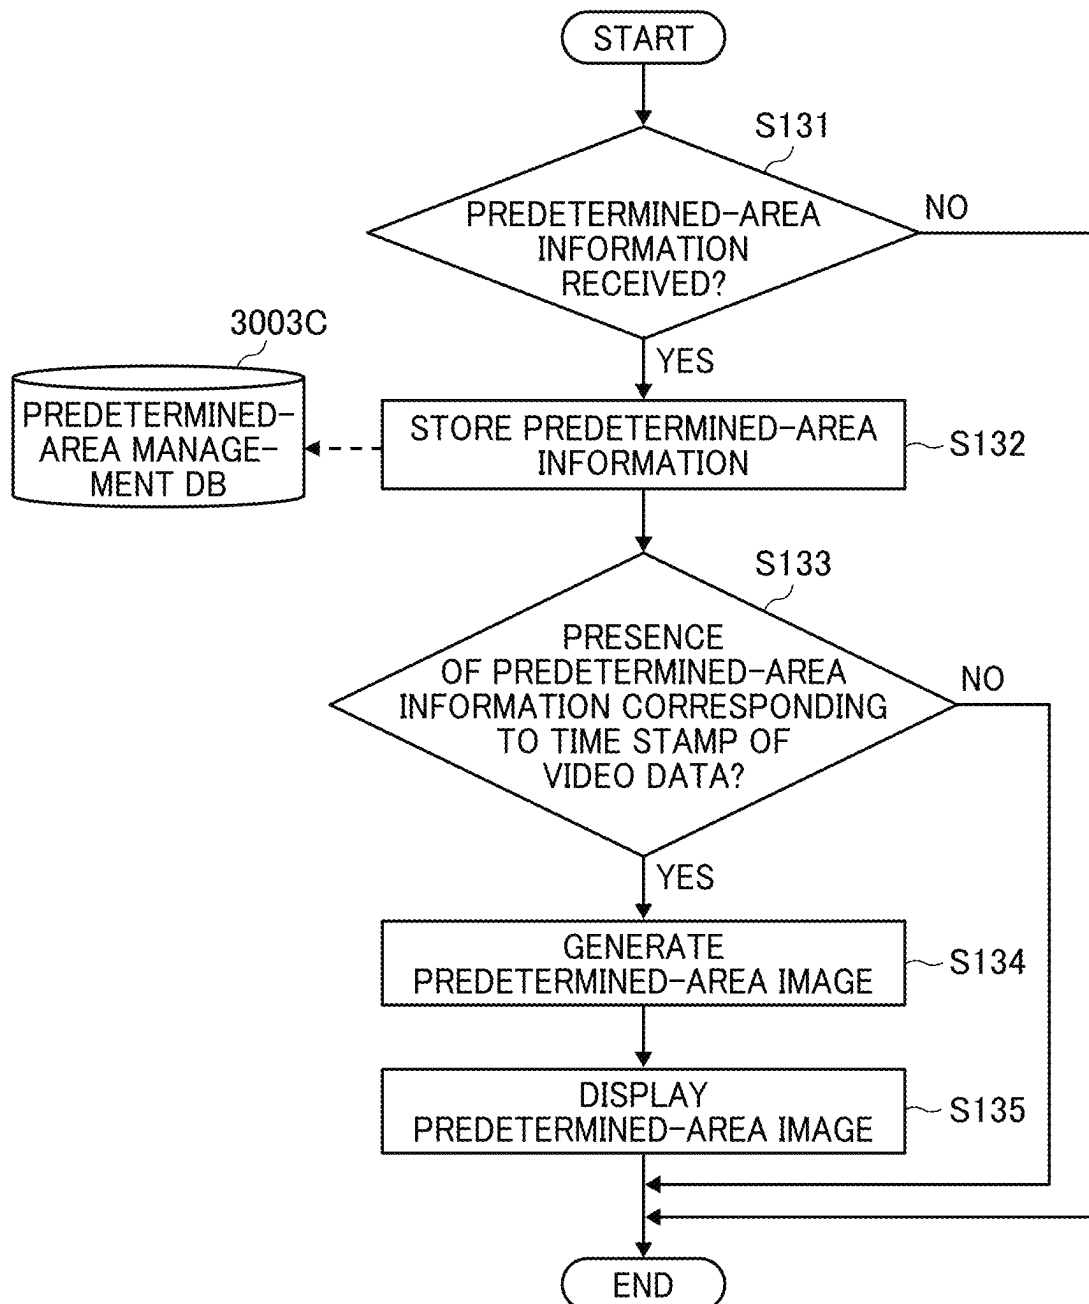 START
S131
PREDETERMINED-AREA
INFORMATION
RECEIVED?
NO
YES
3003C
PREDETERMINED-
AREA MANAGE-
MENT DB
STORE PREDETERMINED-AREA
INFORMATION
S132
S133
PRESENCE
OF PREDETERMINED-AREA
INFORMATION CORRESPONDING
TO TIME STAMP OF
VIDEO DATA?
NO
YES
GENERATE
PREDETERMINED-AREA IMAGE
S134
DISPLAY
PREDETERMINED-AREA IMAGE
S135
END